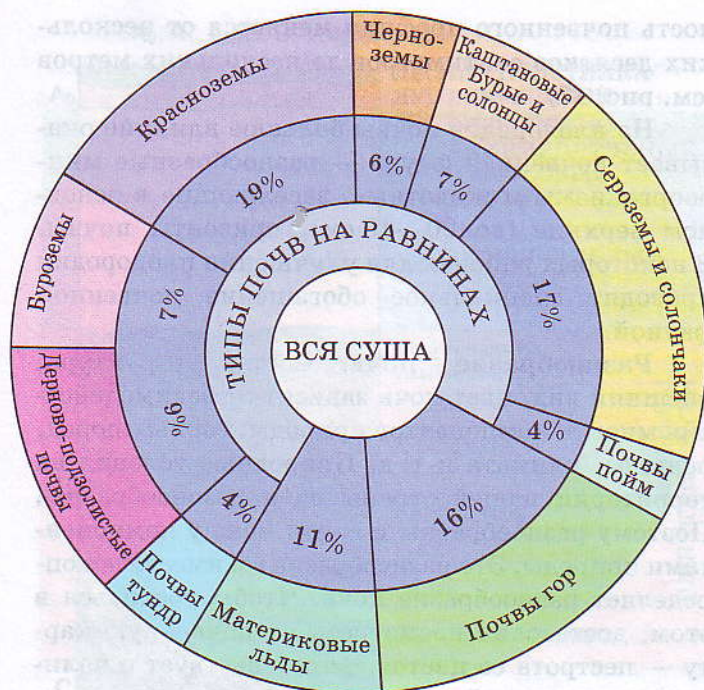 ТИПЫ ПОЧВ НА РАВНИНАХ
ВСЯ СУША
Черно-
земы
6%
Каштановые
Бурые и
солонцы
7%
Сероземы и солончаки
17%
Почвы
пойм
4%
Почвы гор
16%
Материковые
льды
11%
Почвы
тундр
4%
Дерново-подзолистые
почвы
9%
Буроземы
7%
Красноземы
19%